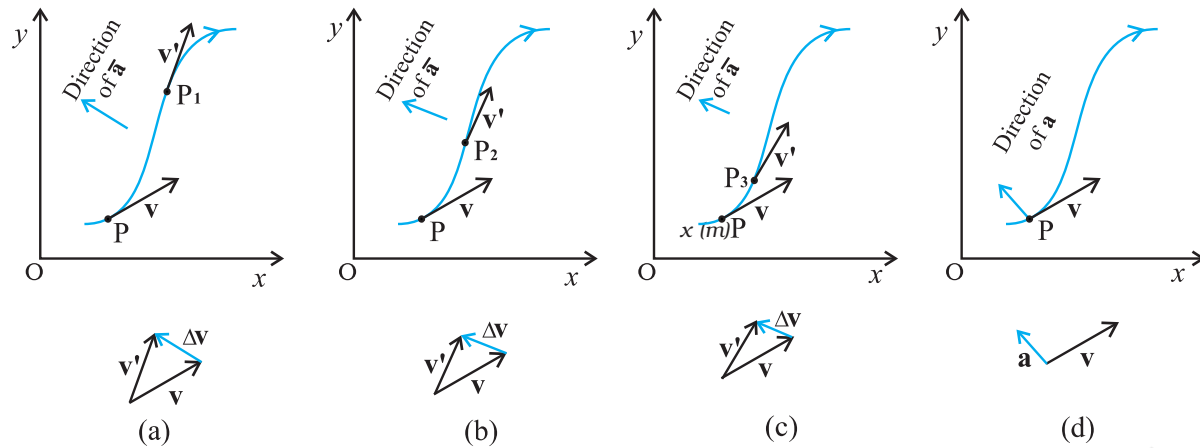 y
v'
Direction
of a̅
P₁
v
P
O
x
Δv
v'
v
(a)
y
Direction
of a̅
v'
P₂
v
P
O
x
Δv
v'
v
(b)
y
Direction
of a̅
v'
P₃
v
x (m)P
O
x
Δv
v'
v
(c)
y
Direction
of a
v
P
O
x
a
v
(d)